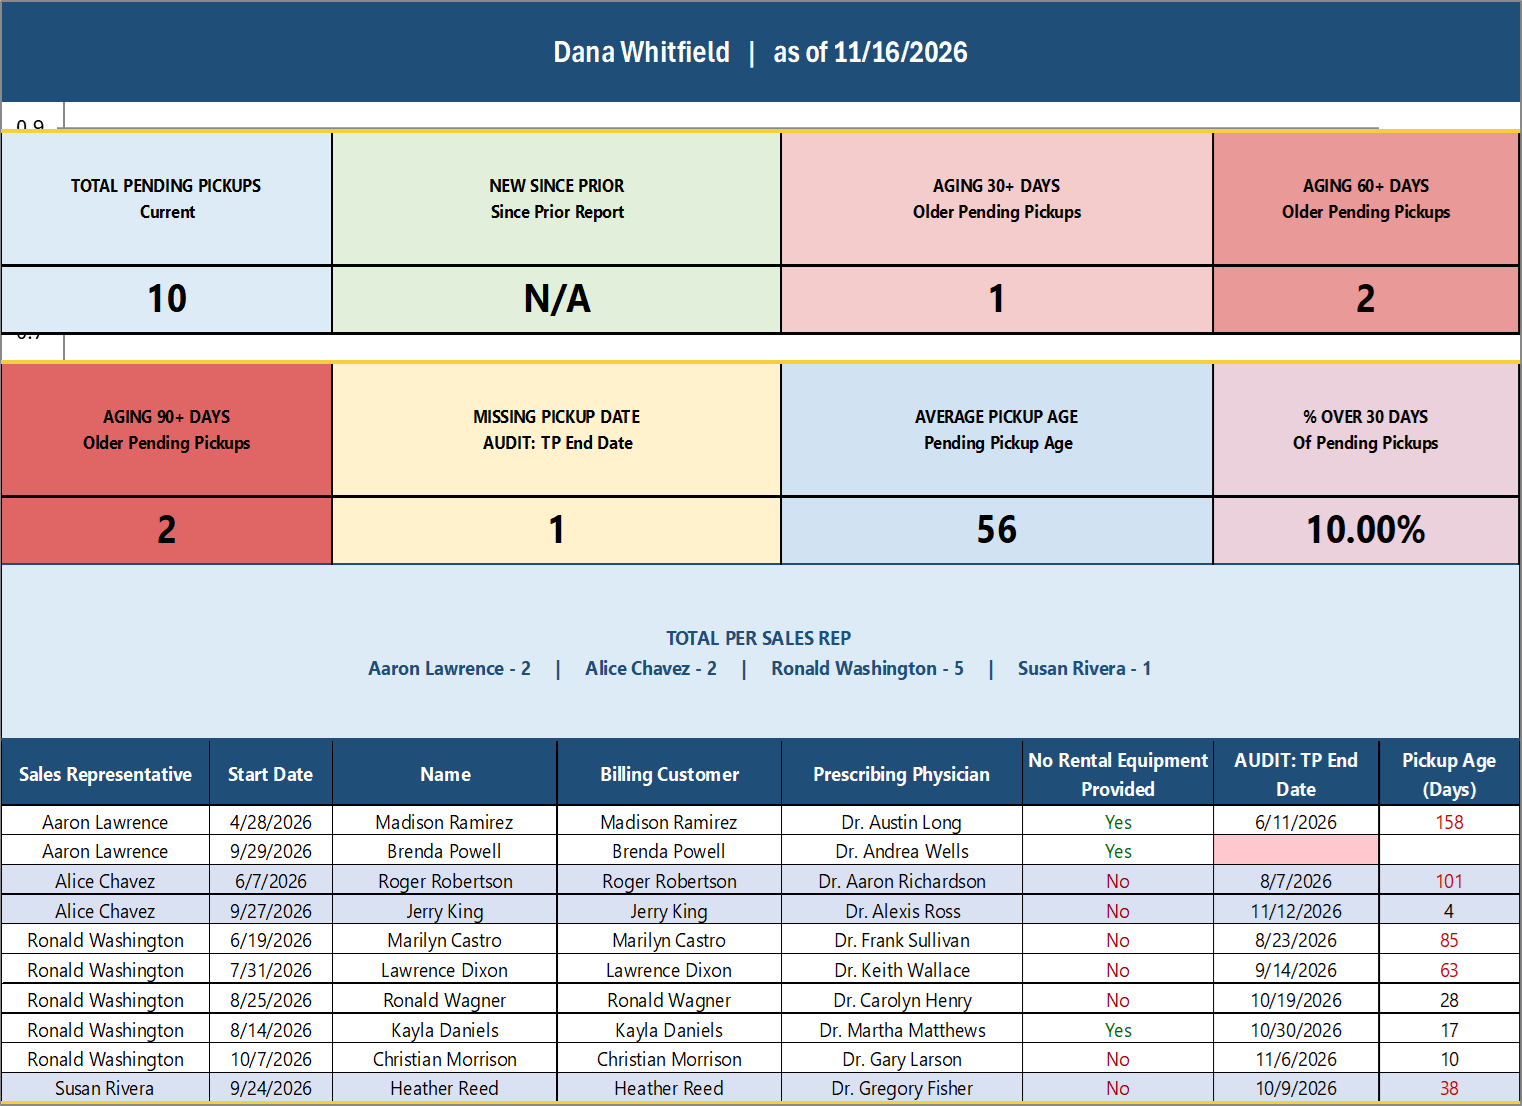 Dana Whitfield | as of 11/16/2026
0.9
TOTAL PENDING PICKUPS
Current
NEW SINCE PRIOR
Since Prior Report
AGING 30+ DAYS
Older Pending Pickups
AGING 60+ DAYS
Older Pending Pickups
10
N/A
1
2
AGING 90+ DAYS
Older Pending Pickups
MISSING PICKUP DATE
AUDIT: TP End Date
AVERAGE PICKUP AGE
Pending Pickup Age
% OVER 30 DAYS
Of Pending Pickups
2
1
56
10.00%
TOTAL PER SALES REP
Aaron Lawrence - 2 | Alice Chavez - 2 | Ronald Washington - 5 | Susan Rivera - 1
Sales Representative Start Date Name Billing Customer Prescribing Physician No Rental Equipment Provided AUDIT: TP End Date Pickup Age (Days)
Aaron Lawrence 4/28/2026 Madison Ramirez Madison Ramirez Dr. Austin Long Yes 6/11/2026 158
Aaron Lawrence 9/29/2026 Brenda Powell Brenda Powell Dr. Andrea Wells Yes
Alice Chavez 6/7/2026 Roger Robertson Roger Robertson Dr. Aaron Richardson No 8/7/2026 101
Alice Chavez 9/27/2026 Jerry King Jerry King Dr. Alexis Ross No 11/12/2026 4
Ronald Washington 6/19/2026 Marilyn Castro Marilyn Castro Dr. Frank Sullivan No 8/23/2026 85
Ronald Washington 7/31/2026 Lawrence Dixon Lawrence Dixon Dr. Keith Wallace No 9/14/2026 63
Ronald Washington 8/25/2026 Ronald Wagner Ronald Wagner Dr. Carolyn Henry No 10/19/2026 28
Ronald Washington 8/14/2026 Kayla Daniels Kayla Daniels Dr. Martha Matthews Yes 10/30/2026 17
Ronald Washington 10/7/2026 Christian Morrison Christian Morrison Dr. Gary Larson No 11/6/2026 10
Susan Rivera 9/24/2026 Heather Reed Heather Reed Dr. Gregory Fisher No 10/9/2026 38